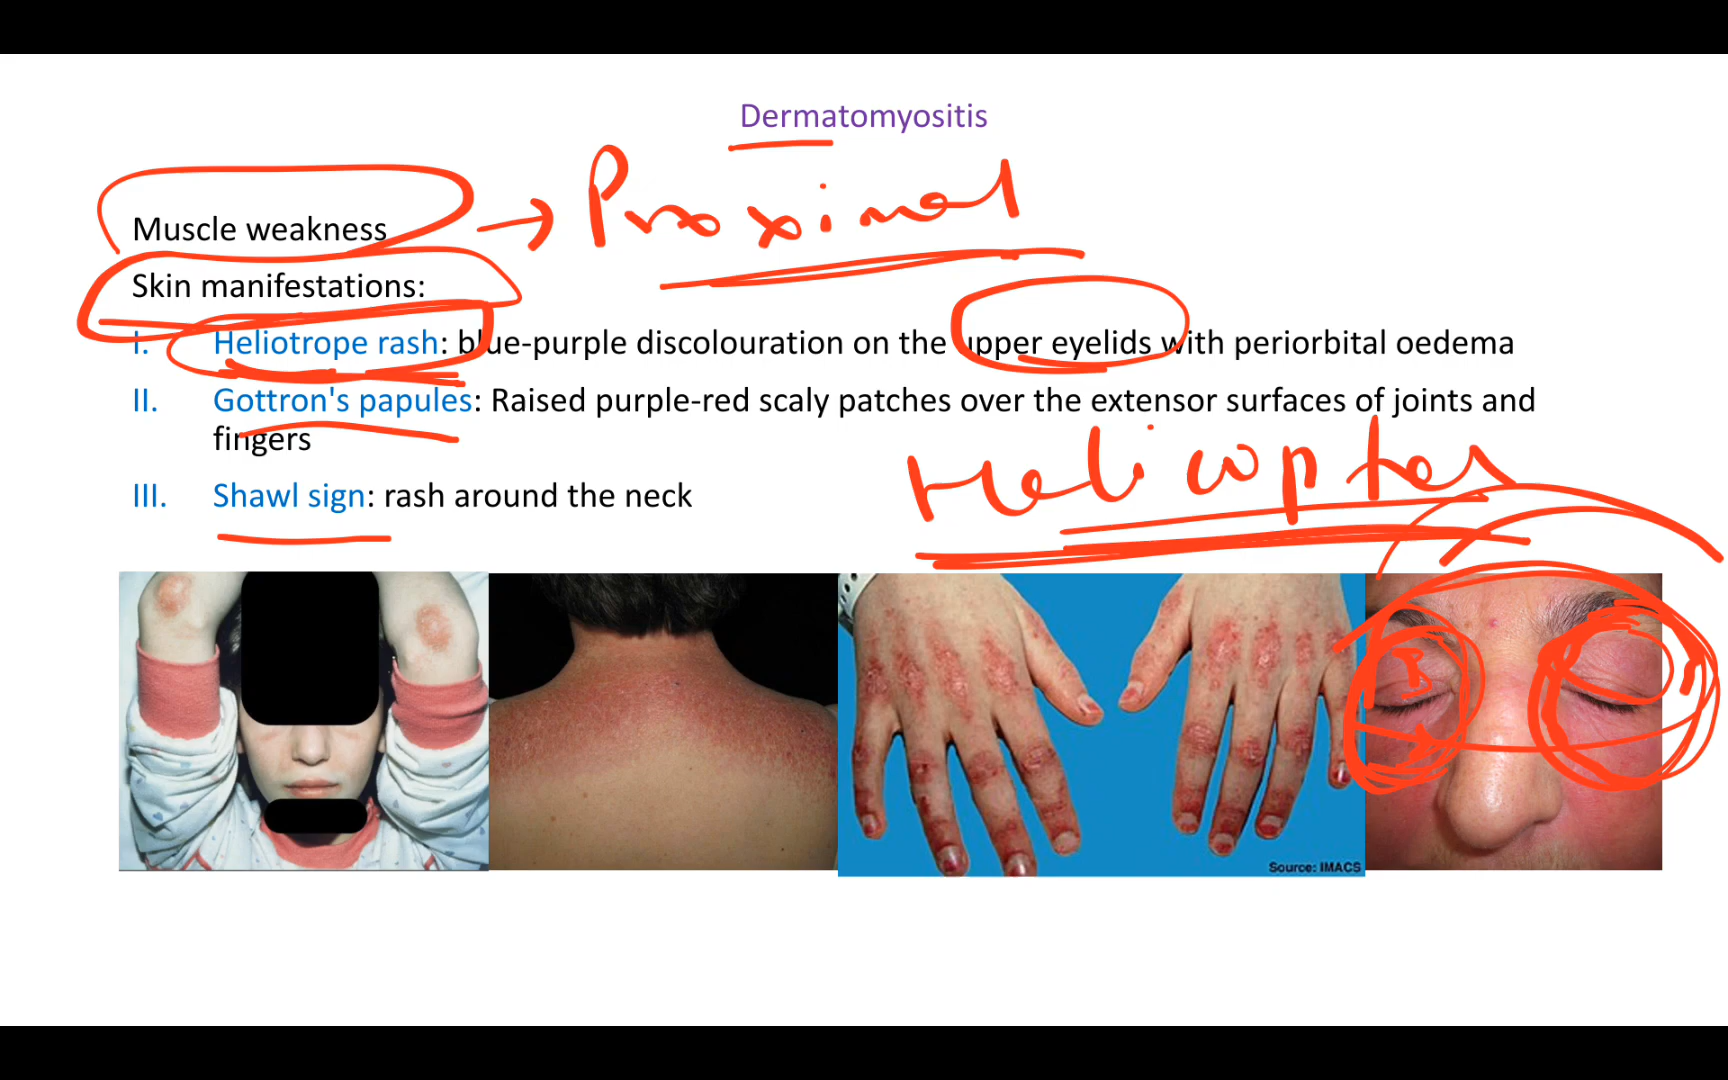 Dermatomyositis
Muscle weakness → Proximal
Skin manifestations:
I. Heliotrope rash: blue-purple discolouration on the upper eyelids with periorbital oedema
II. Gottron's papules: Raised purple-red scaly patches over the extensor surfaces of joints and
fingers
Helicopter
III. Shawl sign: rash around the neck
Source: IMACS